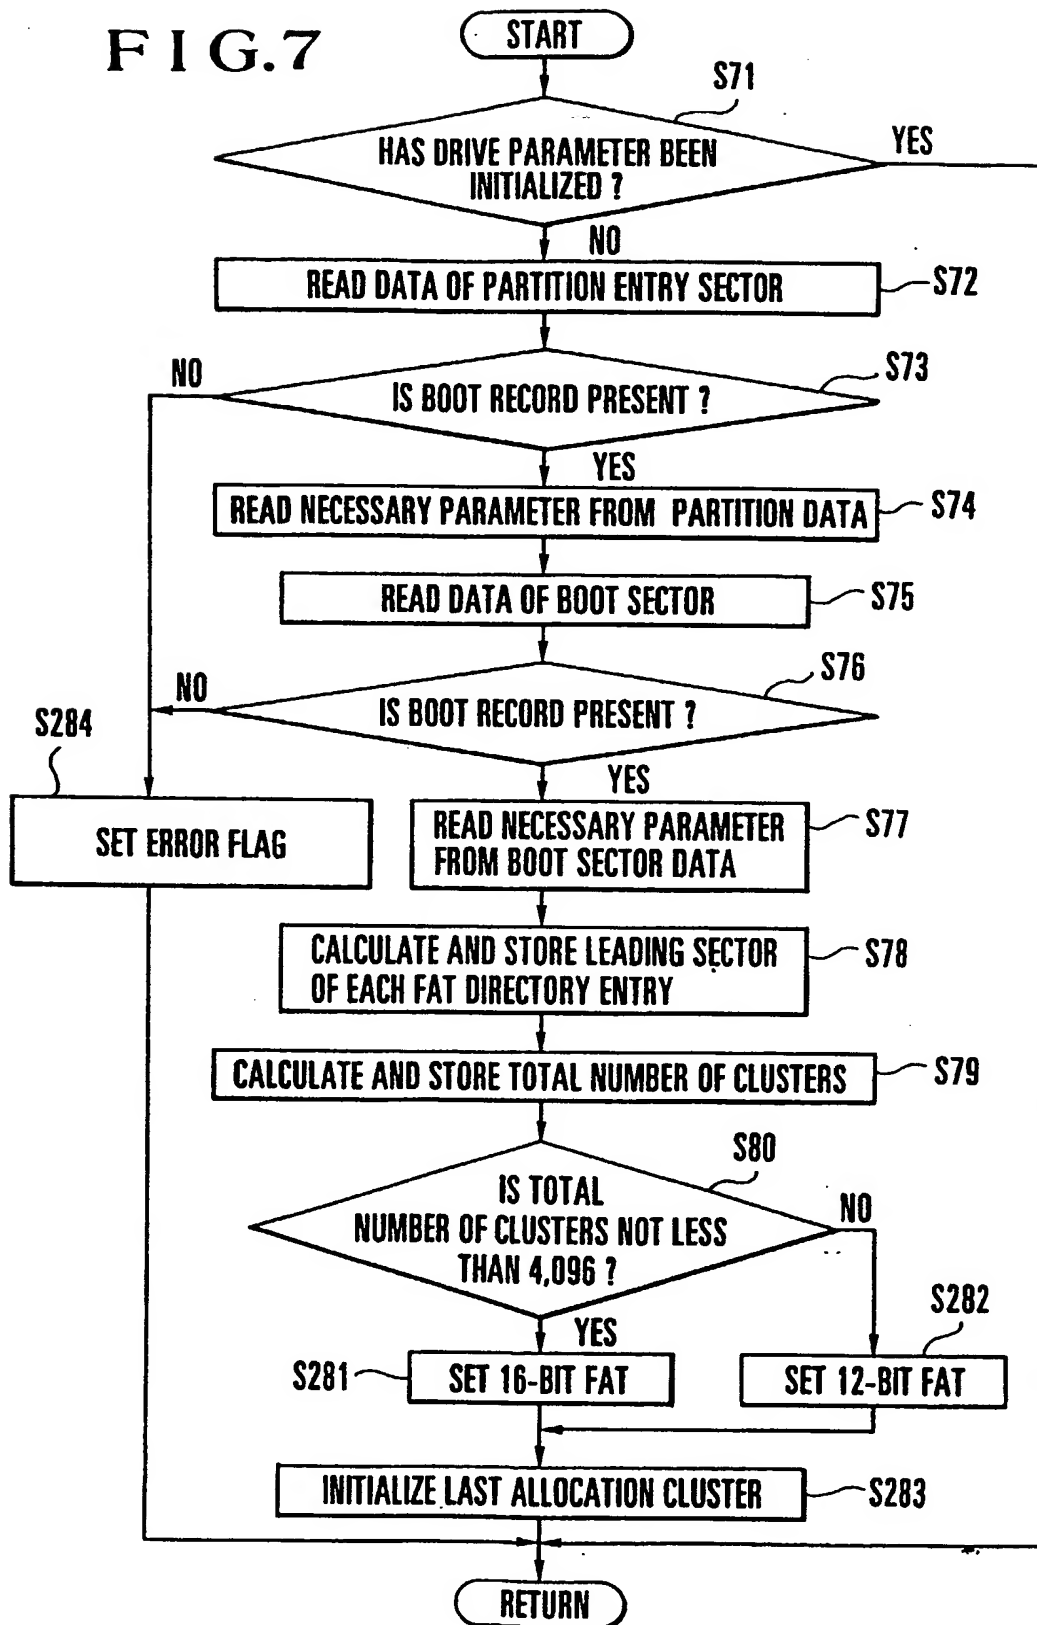 FIG.7
START
S71
HAS DRIVE PARAMETER BEEN
INITIALIZED ?
YES
NO
READ DATA OF PARTITION ENTRY SECTOR
S72
NO
S73
IS BOOT RECORD PRESENT ?
YES
READ NECESSARY PARAMETER FROM PARTITION DATA
S74
READ DATA OF BOOT SECTOR
S75
S76
NO
IS BOOT RECORD PRESENT ?
S284
YES
SET ERROR FLAG
READ NECESSARY PARAMETER
FROM BOOT SECTOR DATA
S77
CALCULATE AND STORE LEADING SECTOR
OF EACH FAT DIRECTORY ENTRY
S78
CALCULATE AND STORE TOTAL NUMBER OF CLUSTERS
S79
S80
IS TOTAL
NUMBER OF CLUSTERS NOT LESS
THAN 4,096 ?
NO
YES
S282
S281
SET 16-BIT FAT
SET 12-BIT FAT
INITIALIZE LAST ALLOCATION CLUSTER
S283
RETURN